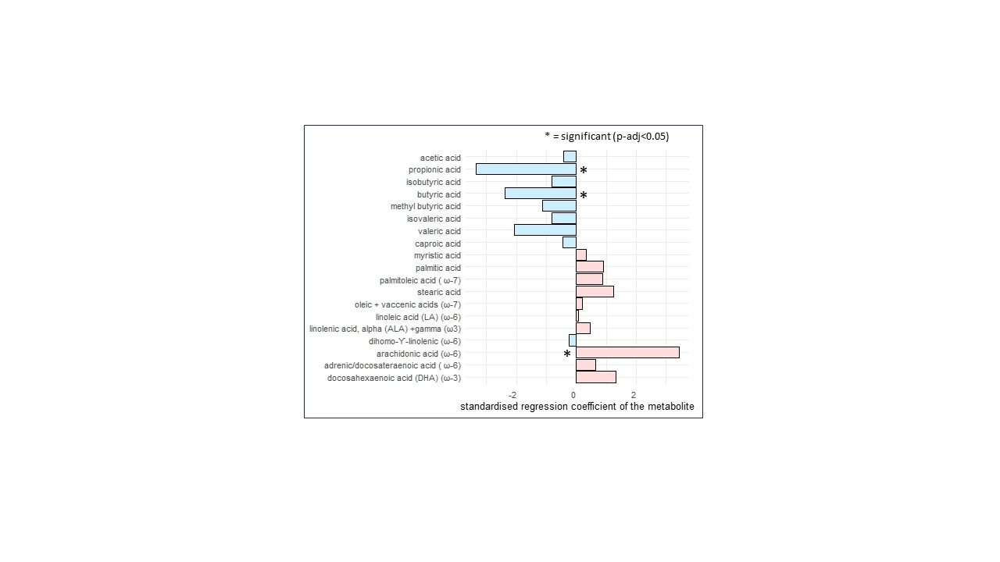 * = significant (p-adj<0.05)
acetic acid
propionic acid *
isobutyric acid
butyric acid *
methyl butyric acid
isovaleric acid
valeric acid
caproic acid
myristic acid
palmitic acid
palmitoleic acid ( ω-7)
stearic acid
oleic + vaccenic acids (ω-7)
linoleic acid (LA) (ω-6)
linolenic acid, alpha (ALA) +gamma (ω3)
dihomo-ϒ-linolenic (ω-6)
arachidonic acid (ω-6) *
adrenic/docosateraenoic acid ( ω-6)
docosahexaenoic acid (DHA) (ω-3)
-2 0 2
standardised regression coefficient of the metabolite